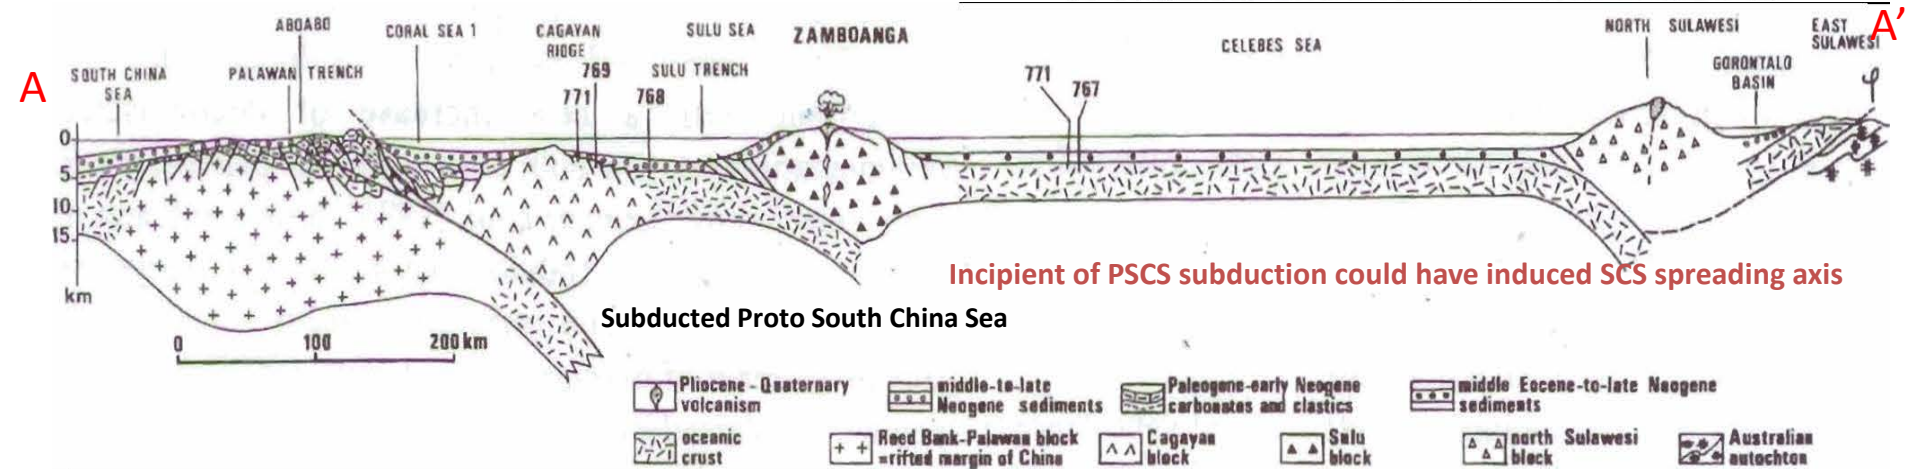 A
A'
ABOABO
CORAL SEA 1
CAGAYAN
RIDGE
SULU SEA
ZAMBOANGA
CELEBES SEA
NORTH SULAWESI
EAST
SULAWESI
SOUTH CHINA
SEA
PALAWAN TRENCH
769
771
SULU TRENCH
768
771
767
GORONTALO
BASIN
0
5
10
15
km
Incipient of PSCS subduction could have induced SCS spreading axis
Subducted Proto South China Sea
0 100 200 km
Pliocene-Quaternary
volcanism
middle-to-late
Neogene sediments
Paleogene-early Neogene
carbonates and clastics
middle Eocene-to-late Neogene
sediments
oceanic
crust
Reed Bank-Palawan block
=rifted margin of China
Cagayan
block
Sulu
block
north Sulawesi
block
Australian
autochton